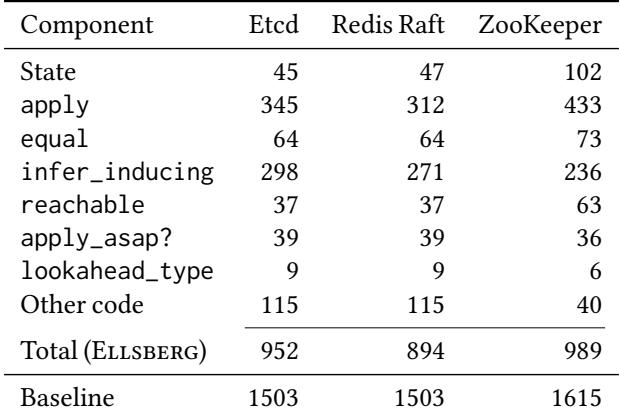 Component Etcd Redis Raft ZooKeeper
State 45 47 102
apply 345 312 433
equal 64 64 73
infer_inducing 298 271 236
reachable 37 37 63
apply_asap? 39 39 36
lookahead_type 9 9 6
Other code 115 115 40
Total (Ellsberg) 952 894 989
Baseline 1503 1503 1615